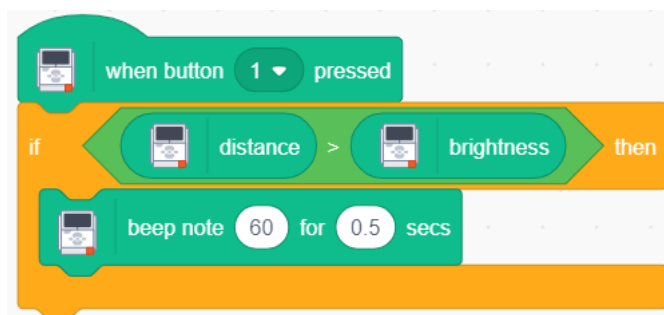 when button 1 pressed
if distance > brightness then
beep note 60 for 0.5 secs